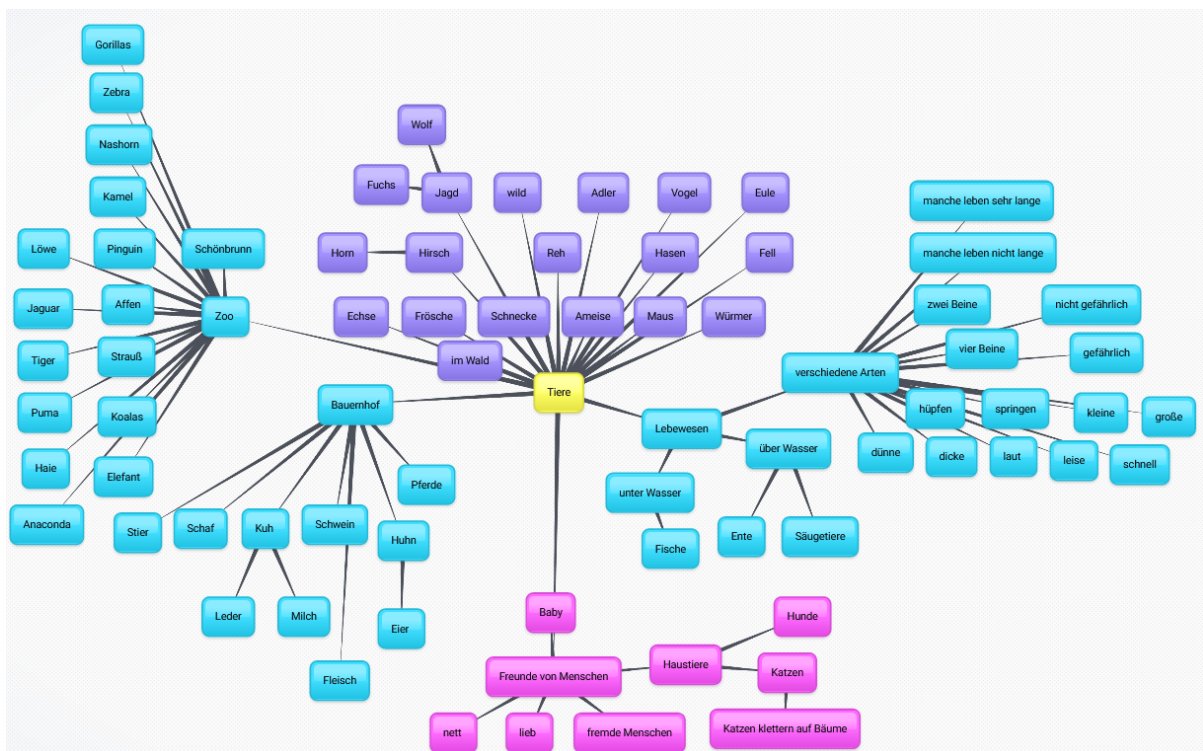 Gorillas
Zebra
Nashorn
Kamel
Löwe
Pinguin
Schönbrunn
Jaguar
Affen
Zoo
Tiger
Strauß
Puma
Koalas
Haie
Elefant
Anaconda
Wolf
Fuchs
Jagd
wild
Adler
Vogel
Eule
Horn
Hirsch
Reh
Hasen
Fell
Echse
Frösche
Schnecke
Ameise
Maus
Würmer
im Wald
Tiere
manche leben sehr lange
manche leben nicht lange
zwei Beine
nicht gefährlich
vier Beine
gefährlich
verschiedene Arten
hüpfen
springen
kleine
große
dünne
dicke
laut
leise
schnell
Bauernhof
Stier
Schaf
Kuh
Schwein
Huhn
Pferde
Leder
Milch
Eier
Fleisch
Lebewesen
über Wasser
unter Wasser
Ente
Säugetiere
Fische
Baby
Hunde
Freunde von Menschen
Haustiere
Katzen
nett
lieb
fremde Menschen
Katzen klettern auf Bäume